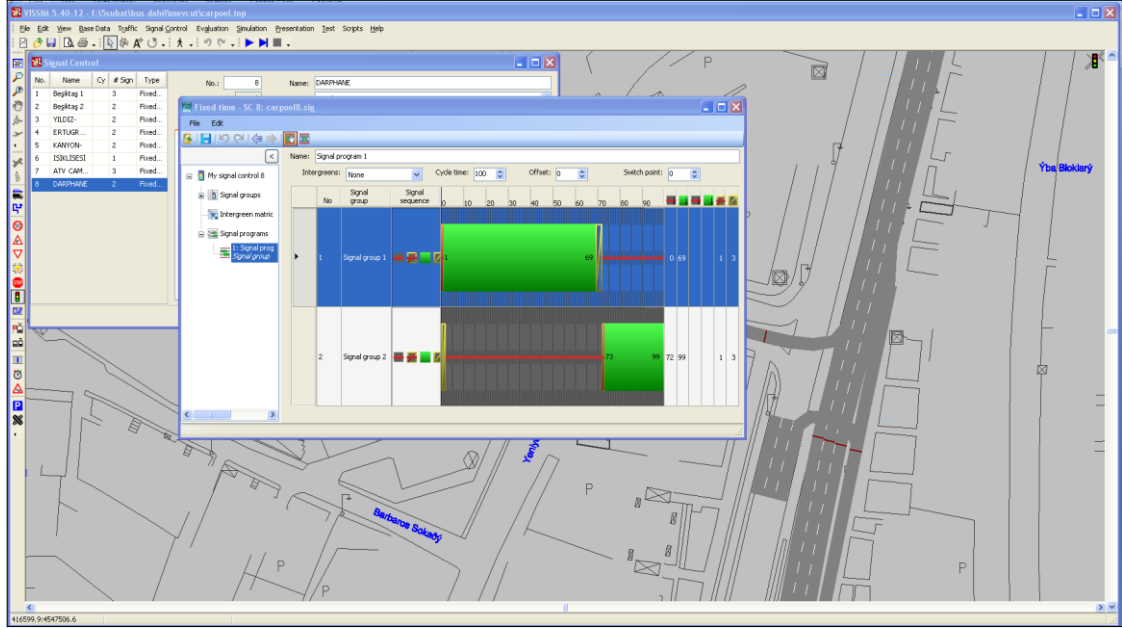 VISSIM 5.40-12 - f:\5cubat\bus dahil\mevcut\carpool.inp
File Edit View Base Data Traffic Signal Control Evaluation Simulation Presentation Test Scripts Help
Signal Control
No. Name Cy # Sign Type
1 Beşiktaş 1 3 Fixed...
2 Beşiktaş 2 2 Fixed...
3 YILDIZ- 2 Fixed...
4 ERTUGR... 2 Fixed...
5 KANYON- 2 Fixed...
6 ISIKLISESI 1 Fixed...
7 ATV CAM... 3 Fixed...
8 DARPHANE 2 Fixed...
No.: 8 Name: DARPHANE
Fixed time - SC 8: carpool8.sig
File Edit
Name: Signal program 1
Intergreens: None Cycle time: 100 Offset: 0 Switch point: 0
My signal control 8
Signal groups
Intergreen matric
Signal programs
1: Signal prog
Signal group
No Signal group Signal sequence 0 10 20 30 40 50 60 70 80 90
1 Signal group 1 1 69 0 69 1 3
2 Signal group 2 73 99 72 99 1 3
P
Ýba Bloklarý
Yeniy
Barbaros Sokaðý
P
P
P
P
STOP
416599.9:4547506.6